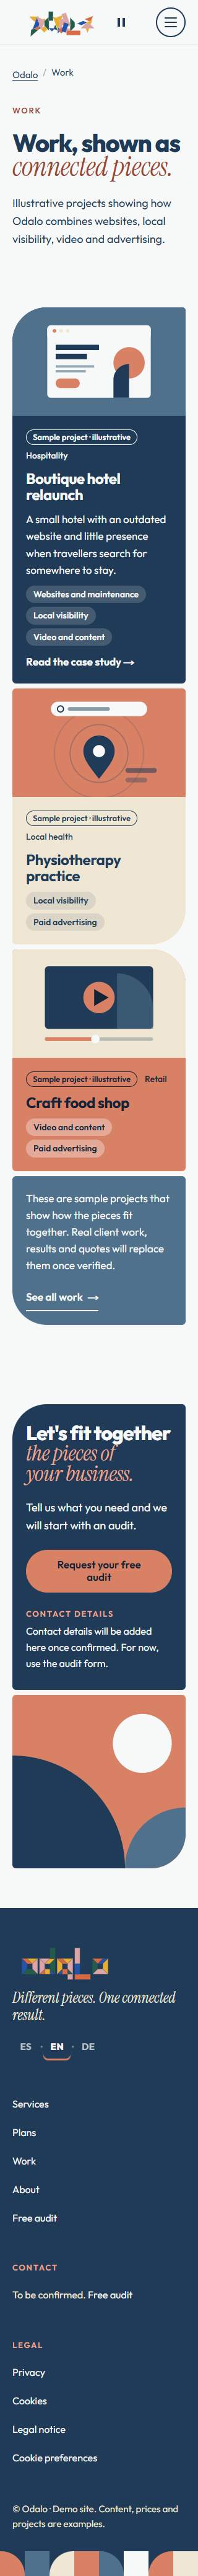 odalo
Odalo / Work
WORK
Work, shown as
connected pieces.
Illustrative projects showing how
Odalo combines websites, local
visibility, video and advertising.
Sample project · illustrative
Hospitality
Boutique hotel
relaunch
A small hotel with an outdated
website and little presence
when travellers search for
somewhere to stay.
Websites and maintenance
Local visibility
Video and content
Read the case study →
Sample project · illustrative
Local health
Physiotherapy
practice
Local visibility
Paid advertising
Sample project · illustrative Retail
Craft food shop
Video and content
Paid advertising
These are sample projects that
show how the pieces fit
together. Real client work,
results and quotes will replace
them once verified.
See all work →
Let's fit together
the pieces of
your business.
Tell us what you need and we
will start with an audit.
Request your free
audit
CONTACT DETAILS
Contact details will be added
here once confirmed. For now,
use the audit form.
odalo
Different pieces. One connected
result.
ES · EN · DE
Services
Plans
Work
About
Free audit
CONTACT
To be confirmed. Free audit
LEGAL
Privacy
Cookies
Legal notice
Cookie preferences
© Odalo · Demo site. Content, prices and
projects are examples.